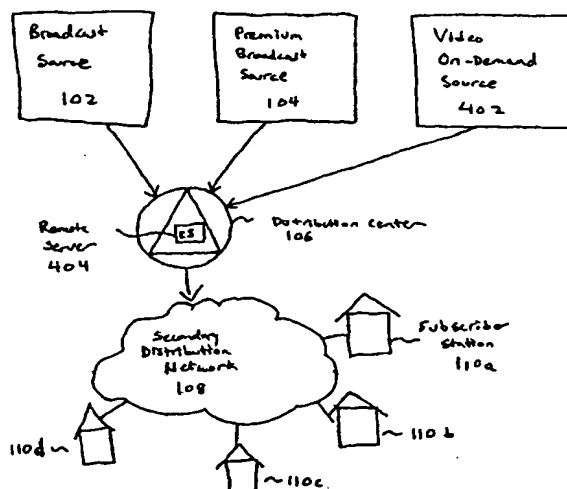 Broadcast
Source
102
Premium
Broadcast
Source
104
Video
On-Demand
Source
402
Remote
Server
404
RS
Distribution Center
106
Secondary
Distribution
Network
108
Subscriber
Station
110a
110b
110c
110d